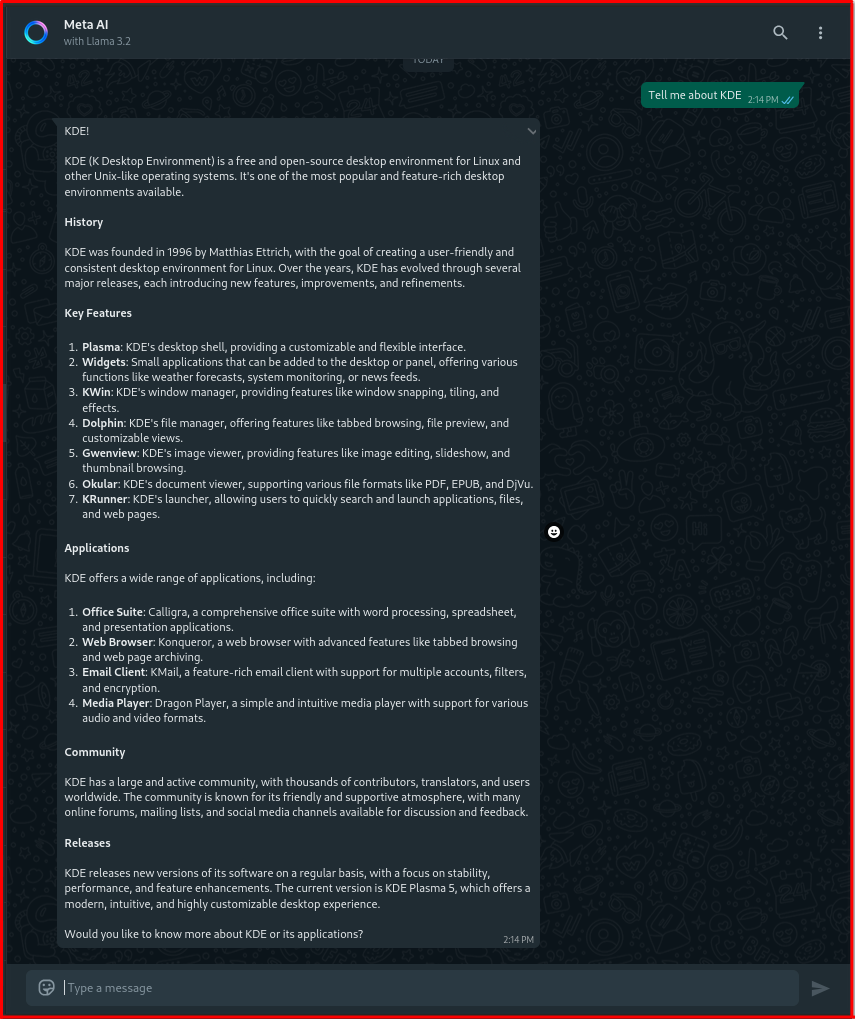 Meta AI
with Llama 3.2
TODAY
Tell me about KDE 2:14 PM
KDE!
KDE (K Desktop Environment) is a free and open-source desktop environment for Linux and
other Unix-like operating systems. It's one of the most popular and feature-rich desktop
environments available.
History
KDE was founded in 1996 by Matthias Ettrich, with the goal of creating a user-friendly and
consistent desktop environment for Linux. Over the years, KDE has evolved through several
major releases, each introducing new features, improvements, and refinements.
Key Features
1. Plasma: KDE's desktop shell, providing a customizable and flexible interface.
2. Widgets: Small applications that can be added to the desktop or panel, offering various
functions like weather forecasts, system monitoring, or news feeds.
3. KWin: KDE's window manager, providing features like window snapping, tiling, and
effects.
4. Dolphin: KDE's file manager, offering features like tabbed browsing, file preview, and
customizable views.
5. Gwenview: KDE's image viewer, providing features like image editing, slideshow, and
thumbnail browsing.
6. Okular: KDE's document viewer, supporting various file formats like PDF, EPUB, and DjVu.
7. KRunner: KDE's launcher, allowing users to quickly search and launch applications, files,
and web pages.
Applications
KDE offers a wide range of applications, including:
1. Office Suite: Calligra, a comprehensive office suite with word processing, spreadsheet,
and presentation applications.
2. Web Browser: Konqueror, a web browser with advanced features like tabbed browsing
and web page archiving.
3. Email Client: KMail, a feature-rich email client with support for multiple accounts, filters,
and encryption.
4. Media Player: Dragon Player, a simple and intuitive media player with support for various
audio and video formats.
Community
KDE has a large and active community, with thousands of contributors, translators, and users
worldwide. The community is known for its friendly and supportive atmosphere, with many
online forums, mailing lists, and social media channels available for discussion and feedback.
Releases
KDE releases new versions of its software on a regular basis, with a focus on stability,
performance, and feature enhancements. The current version is KDE Plasma 5, which offers a
modern, intuitive, and highly customizable desktop experience.
Would you like to know more about KDE or its applications?
2:14 PM
Type a message